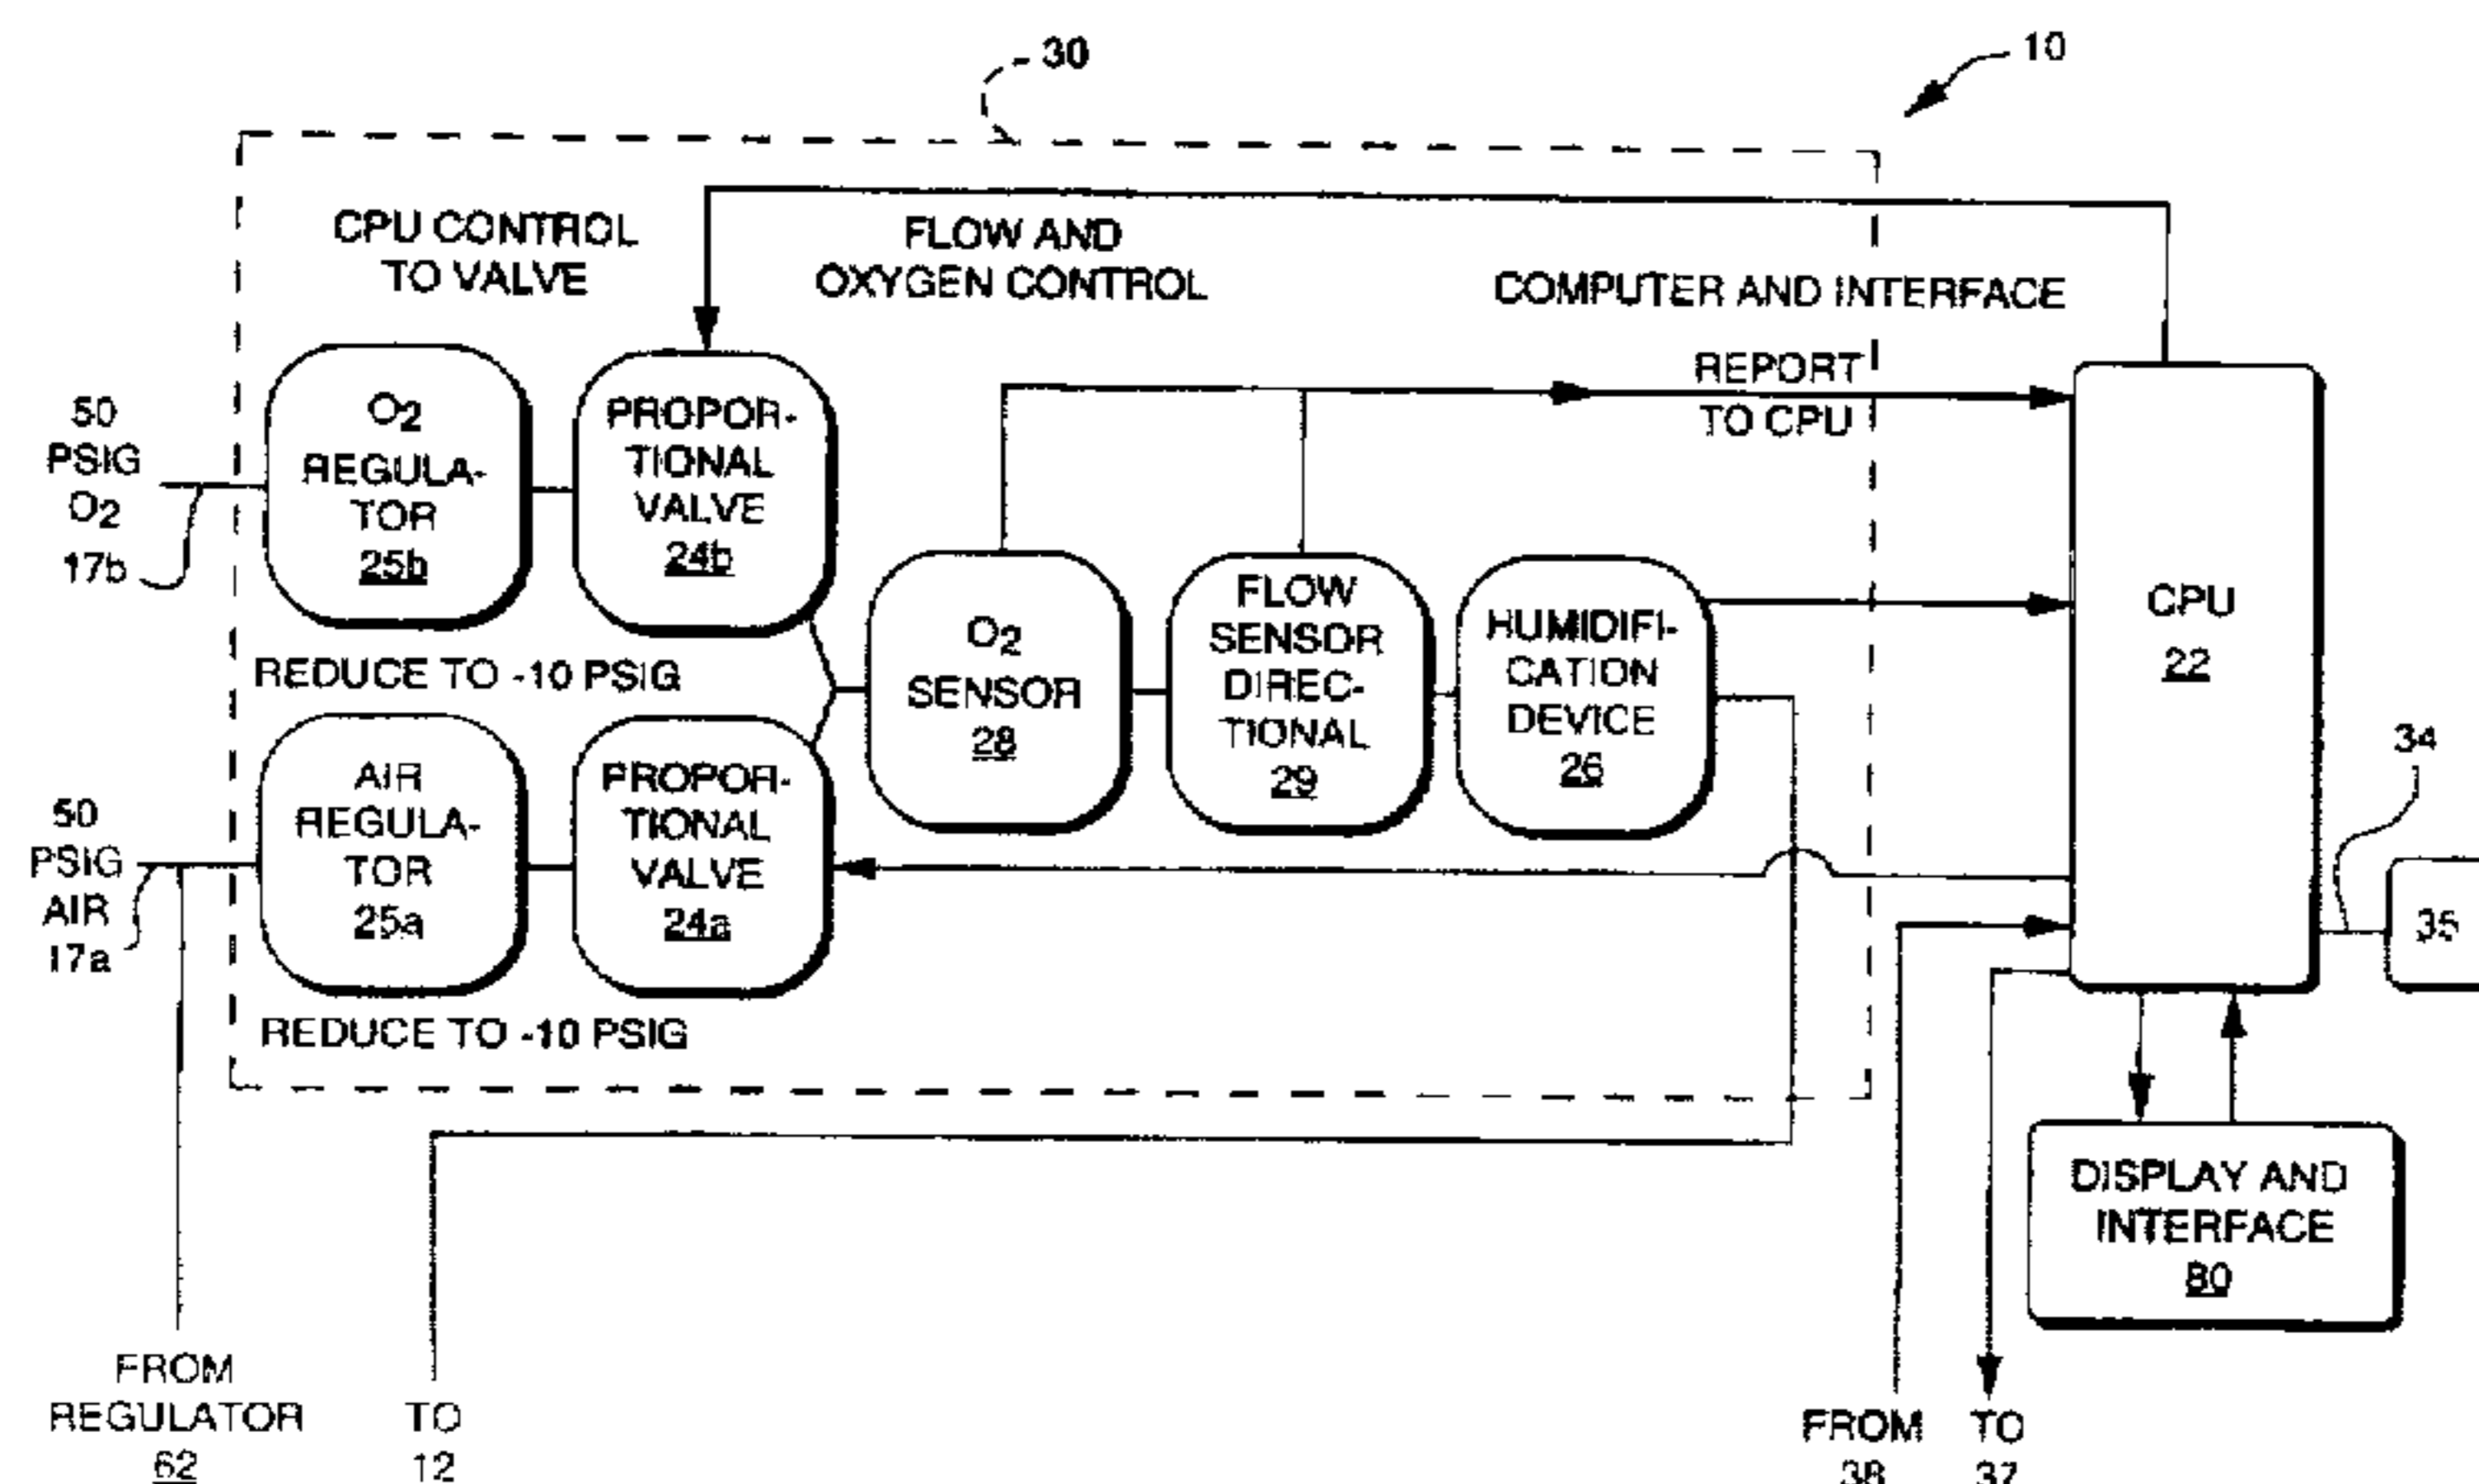 30
10
CPU CONTROL
TO VALVE
FLOW AND
OXYGEN CONTROL
COMPUTER AND INTERFACE
REPORT
TO CPU
50
PSIG
O2
17b
O2
REGULA-
TOR
25b
PROPOR-
TIONAL
VALVE
24b
REDUCE TO -10 PSIG
O2
SENSOR
28
FLOW
SENSOR
DIREC-
TIONAL
29
HUMIDIFI-
CATION
DEVICE
26
CPU
22
34
35
50
PSIG
AIR
17a
AIR
REGULA-
TOR
25a
PROPOR-
TIONAL
VALVE
24a
REDUCE TO -10 PSIG
DISPLAY AND
INTERFACE
80
FROM
REGULATOR
62
TO
12
FROM
38
TO
37